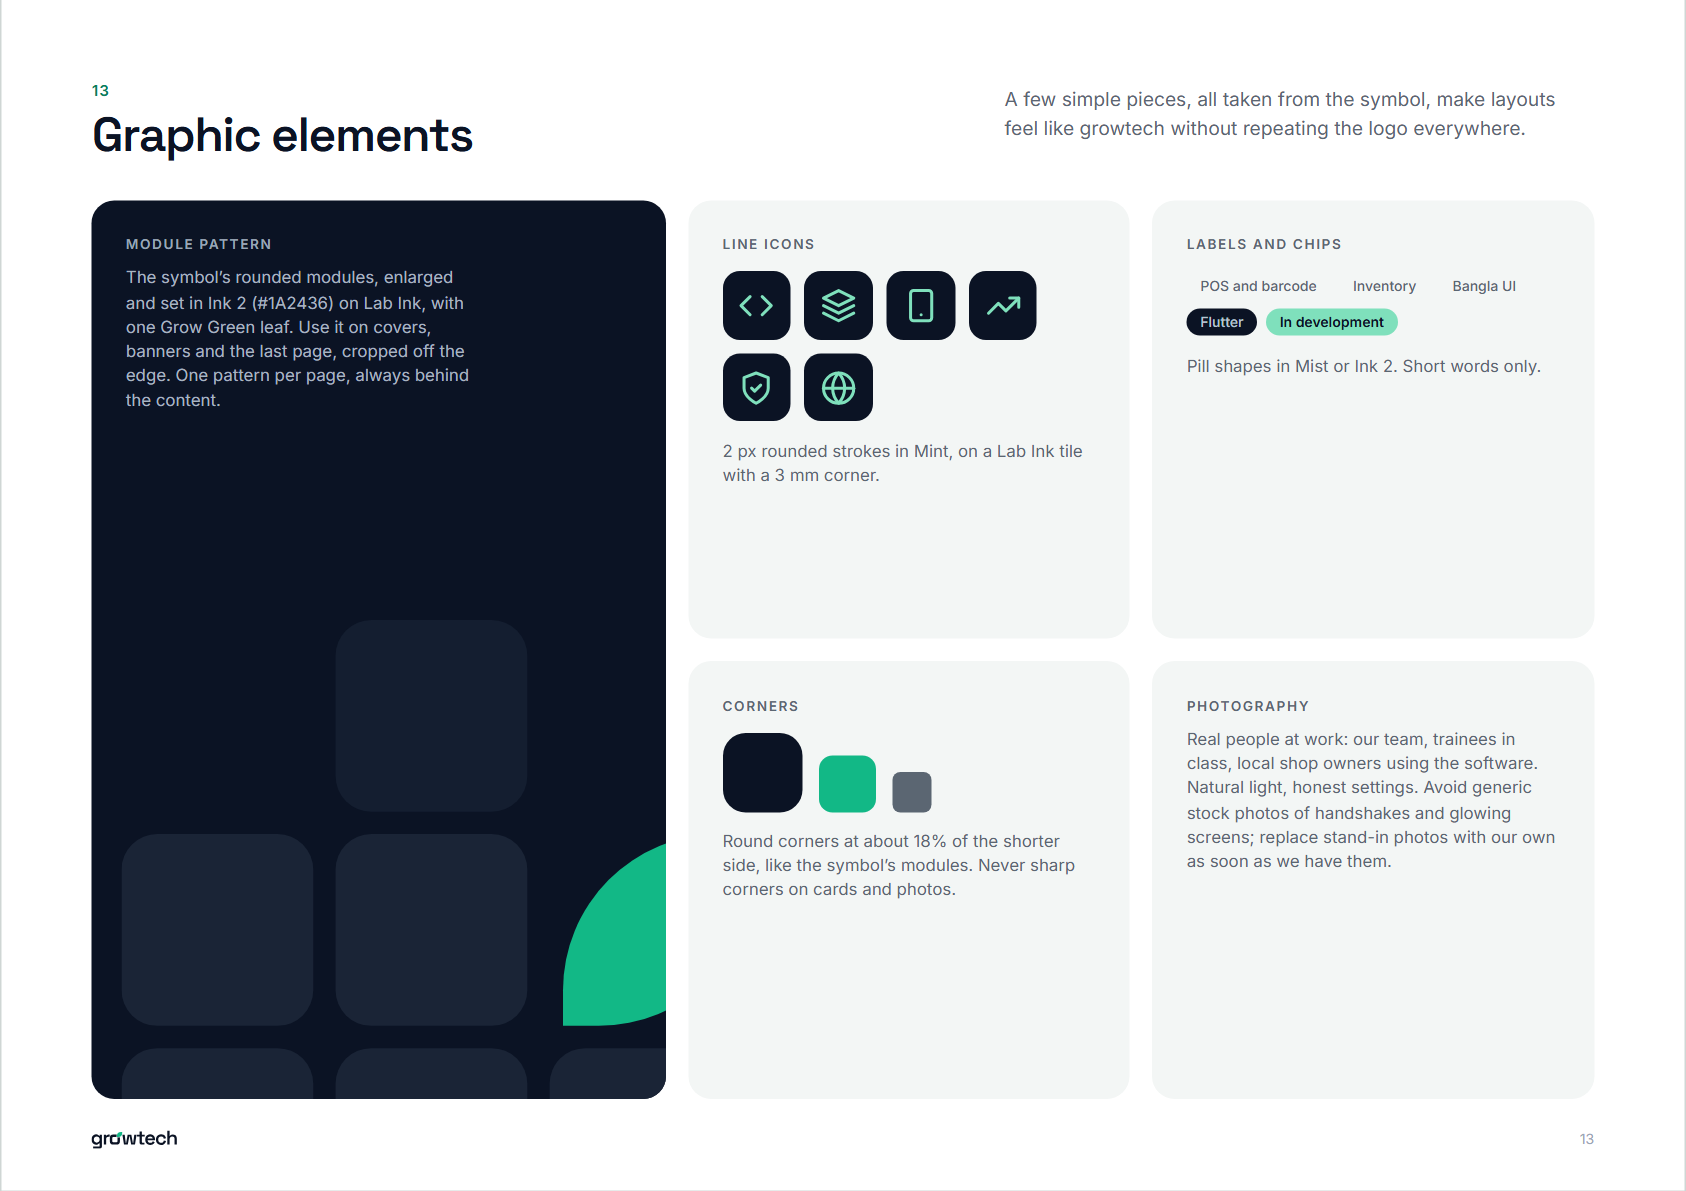 13
Graphic elements
A few simple pieces, all taken from the symbol, make layouts
feel like growtech without repeating the logo everywhere.
MODULE PATTERN
The symbol’s rounded modules, enlarged
and set in Ink 2 (#1A2436) on Lab Ink, with
one Grow Green leaf. Use it on covers,
banners and the last page, cropped off the
edge. One pattern per page, always behind
the content.
LINE ICONS
2 px rounded strokes in Mint, on a Lab Ink tile
with a 3 mm corner.
LABELS AND CHIPS
POS and barcode Inventory Bangla UI
Flutter In development
Pill shapes in Mist or Ink 2. Short words only.
CORNERS
Round corners at about 18% of the shorter
side, like the symbol’s modules. Never sharp
corners on cards and photos.
PHOTOGRAPHY
Real people at work: our team, trainees in
class, local shop owners using the software.
Natural light, honest settings. Avoid generic
stock photos of handshakes and glowing
screens; replace stand-in photos with our own
as soon as we have them.
growtech
13